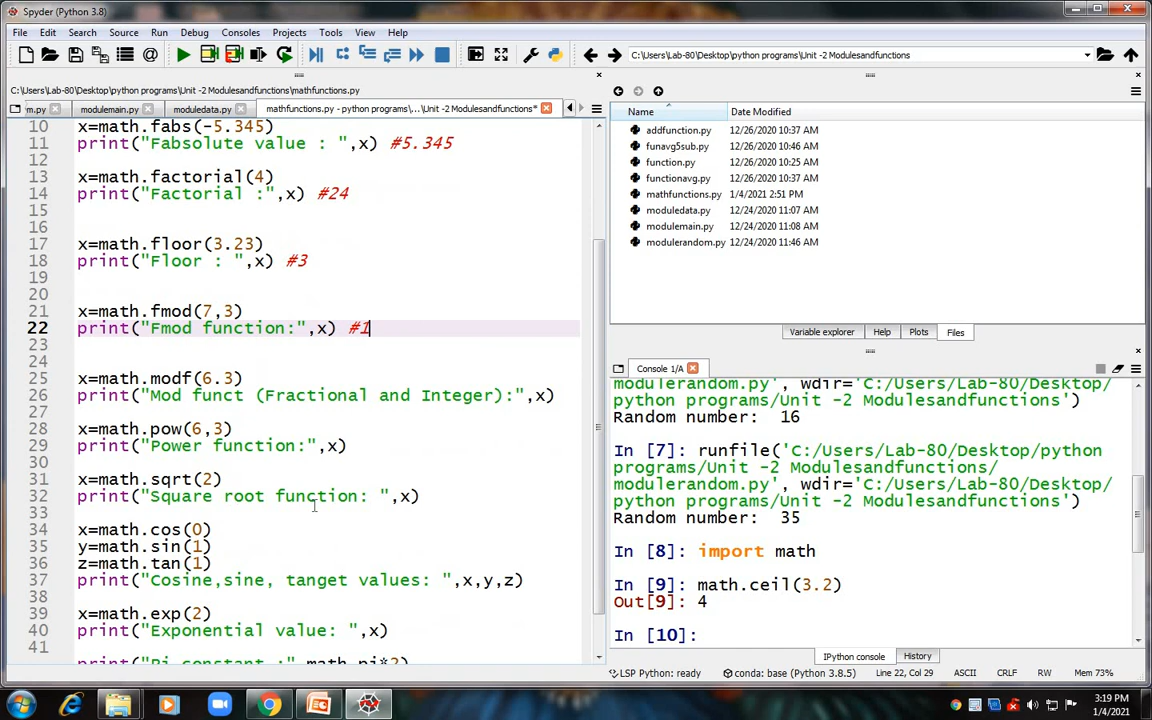 Spyder (Python 3.8)
File Edit Search Source Run Debug Consoles Projects Tools View Help
C:\Users\Lab-80\Desktop\python programs\Unit -2 Modulesandfunctions
C:\Users\Lab-80\Desktop\python programs\Unit -2 Modulesandfunctions\mathfunctions.py
m.py modulemain.py moduledata.py mathfunctions.py - python programs\...\Unit -2 Modulesandfunctions*
10 x=math.fabs(-5.345)
11 print("Fabsolute value : ",x) #5.345
12
13 x=math.factorial(4)
14 print("Factorial :",x) #24
15
16
17 x=math.floor(3.23)
18 print("Floor : ",x) #3
19
20
21 x=math.fmod(7,3)
22 print("Fmod function:",x) #1
23
24
25 x=math.modf(6.3)
26 print("Mod funct (Fractional and Integer):",x)
27
28 x=math.pow(6,3)
29 print("Power function:",x)
30
31 x=math.sqrt(2)
32 print("Square root function: ",x)
33
34 x=math.cos(0)
35 y=math.sin(1)
36 z=math.tan(1)
37 print("Cosine,sine, tanget values: ",x,y,z)
38
39 x=math.exp(2)
40 print("Exponential value: ",x)
41
print("Pi constant :",math.pi*2)
Name Date Modified
addfunction.py 12/26/2020 10:37 AM
funavg5sub.py 12/26/2020 10:46 AM
function.py 12/26/2020 10:25 AM
functionavg.py 12/26/2020 10:37 AM
mathfunctions.py 1/4/2021 2:51 PM
moduledata.py 12/24/2020 11:07 AM
modulemain.py 12/24/2020 11:08 AM
modulerandom.py 12/24/2020 11:46 AM
Variable explorer Help Plots Files
Console 1/A
modulerandom.py', wdir='C:/Users/Lab-80/Desktop/
python programs/Unit -2 Modulesandfunctions')
Random number:  16
In [7]: runfile('C:/Users/Lab-80/Desktop/python
programs/Unit -2 Modulesandfunctions/
modulerandom.py', wdir='C:/Users/Lab-80/Desktop/
python programs/Unit -2 Modulesandfunctions')
Random number:  35
In [8]: import math
In [9]: math.ceil(3.2)
Out[9]: 4
In [10]:
IPython console History
LSP Python: ready conda: base (Python 3.8.5) Line 22, Col 29 ASCII CRLF RW Mem 73%
3:19 PM
1/4/2021